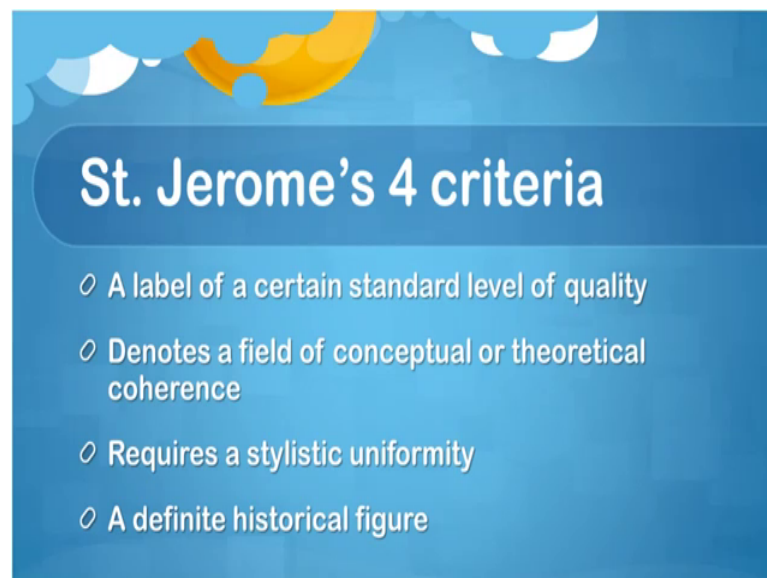 St. Jerome's 4 criteria
A label of a certain standard level of quality
Denotes a field of conceptual or theoretical
coherence
Requires a stylistic uniformity
A definite historical figure